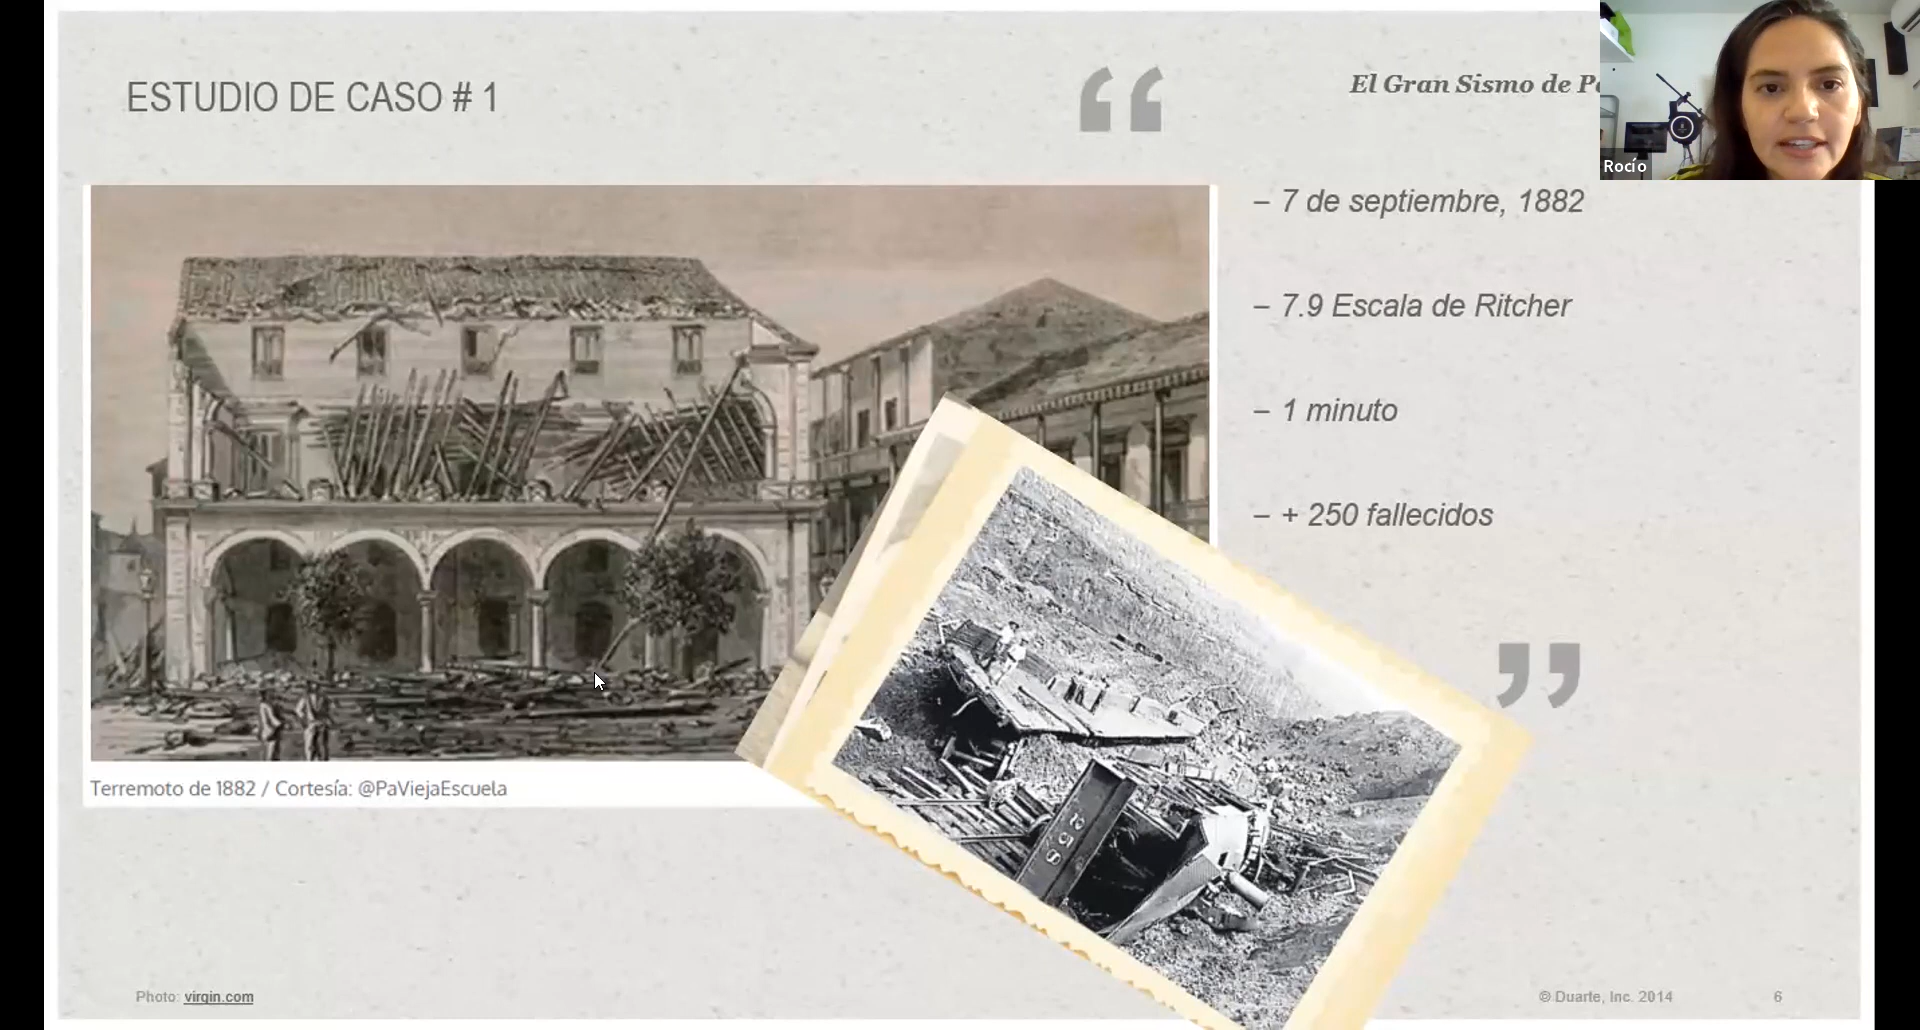 ESTUDIO DE CASO # 1
El Gran Sismo de
Rocío
– 7 de septiembre, 1882
– 7.9 Escala de Ritcher
– 1 minuto
– + 250 fallecidos
Terremoto de 1882 / Cortesía: @PaViejaEscuela
258
Photo: virgin.com
© Duarte, Inc. 2014
6